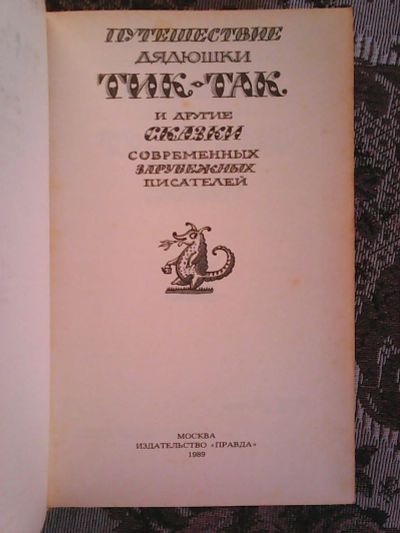 ПУТЕШЕСТВИЕ
ДЯДЮШКИ
ТИК-ТАК
И ДРУГИЕ
СКАЗКИ
СОВРЕМЕННЫХ
ЗАРУБЕЖНЫХ
ПИСАТЕЛЕЙ
МОСКВА
ИЗДАТЕЛЬСТВО «ПРАВДА»
1989